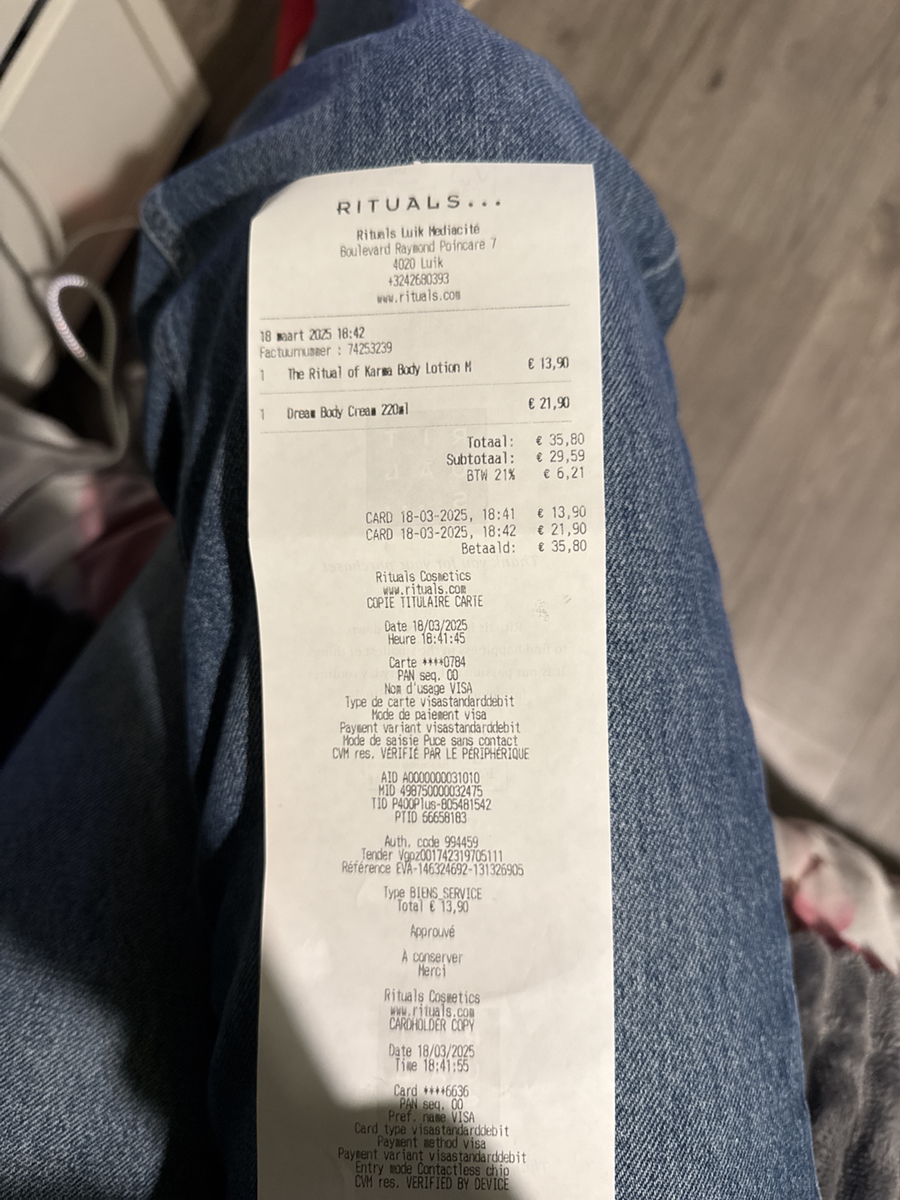 RITUALS...
Rituals Luik Mediacité
Boulevard Raymond Poincare 7
4020 Luik
+3242680393
www.rituals.com
18 maart 2025 18:42
Factuurnummer : 74253239
1 The Ritual of Karma Body Lotion M € 13,90
1 Dream Body Cream 220ml € 21,90
Totaal: € 35,80
Subtotaal: € 29,59
BTW 21% € 6,21
CARD 18-03-2025, 18:41 € 13,90
CARD 18-03-2025, 18:42 € 21,90
Betaald: € 35,80
Rituals Cosmetics
www.rituals.com
COPIE TITULAIRE CARTE
Date 18/03/2025
Heure 18:41:45
Carte ****0784
PAN seq. 00
Nom d'usage VISA
Type de carte visastandarddebit
Mode de paiement visa
Payment variant visastandarddebit
Mode de saisie Puce sans contact
CVM res. VÉRIFIÉ PAR LE PÉRIPHÉRIQUE
AID A0000000031010
MID 498750000032475
TID P400Plus-805481542
PTID 66658183
Auth. code 994459
Tender Vgpz001742319705111
Référence EVA-146324692-131326905
Type BIENS_SERVICE
Total € 13,90
Approuvé
A conserver
Merci
Rituals Cosmetics
www.rituals.com
CARDHOLDER COPY
Date 18/03/2025
Time 18:41:55
Card ****6636
PAN seq. 00
Pref. name VISA
Card type visastandarddebit
Payment method visa
Payment variant visastandarddebit
Entry mode Contactless chip
CVM res. VERIFIED BY DEVICE